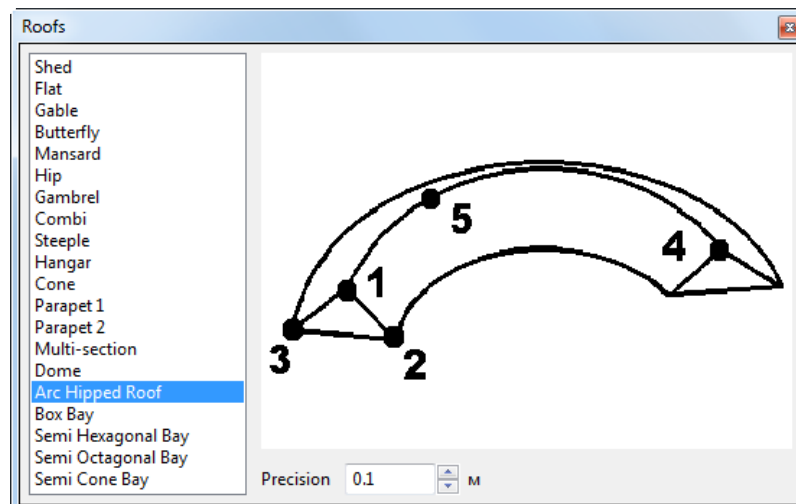 Roofs
Shed
Flat
Gable
Butterfly
Mansard
Hip
Gambrel
Combi
Steeple
Hangar
Cone
Parapet 1
Parapet 2
Multi-section
Dome
Arc Hipped Roof
Box Bay
Semi Hexagonal Bay
Semi Octagonal Bay
Semi Cone Bay
5
4
1
3
2
Precision 0.1 м